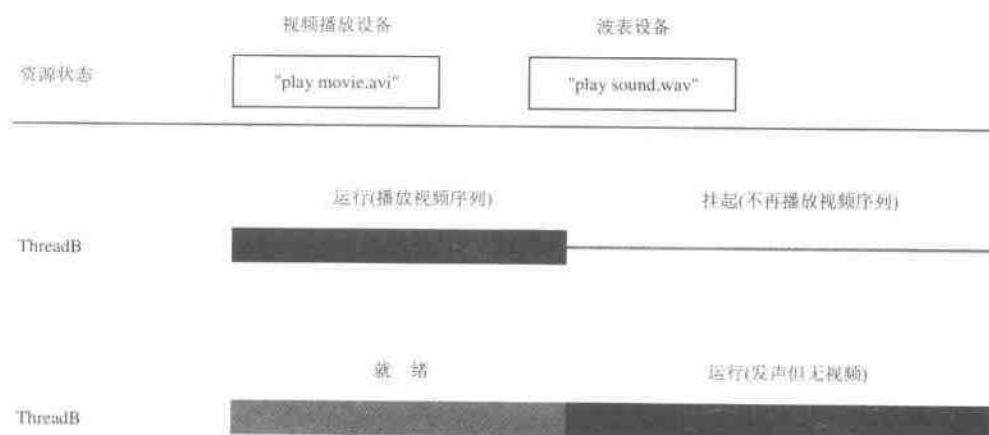 视频播放设备 波表设备
资源状态 "play movie.avi" "play sound.wav"
运行(播放视频序列) 挂起(不再播放视频序列)
ThreadB
就 绪 运行(发声但无视频)
ThreadB